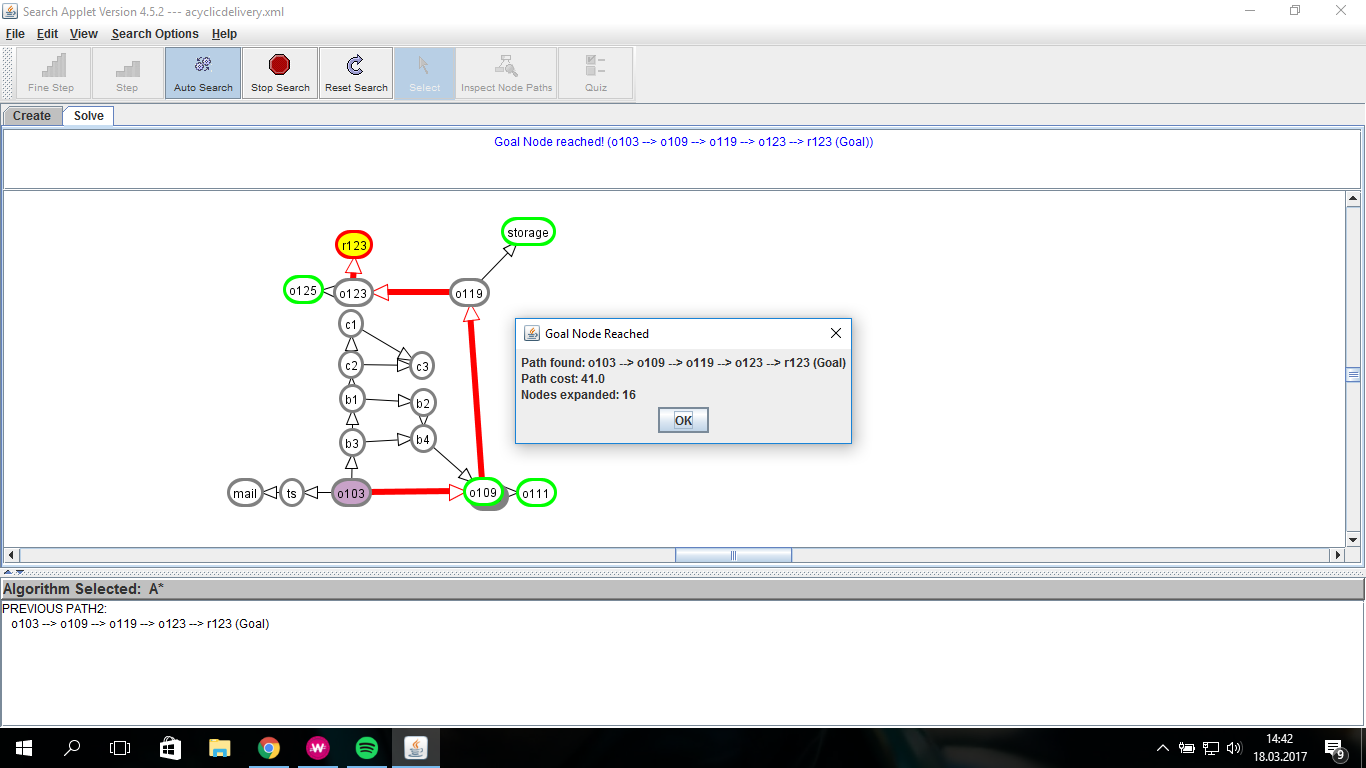 Search Applet Version 4.5.2 --- acyclicdelivery.xml
File Edit View Search Options Help
Fine Step Step Auto Search Stop Search Reset Search Select Inspect Node Paths Quiz
Create Solve
Goal Node reached! (o103 --> o109 --> o119 --> o123 --> r123 (Goal))
storage
r123
o125 o123 o119
c1
c2 c3
b1 b2
b3 b4
mail ts o103 o109 o111
Goal Node Reached
Path found: o103 --> o109 --> o119 --> o123 --> r123 (Goal)
Path cost: 41.0
Nodes expanded: 16
OK
Algorithm Selected: A*
PREVIOUS PATH2:
o103 --> o109 --> o119 --> o123 --> r123 (Goal)
14:42
18.03.2017
9